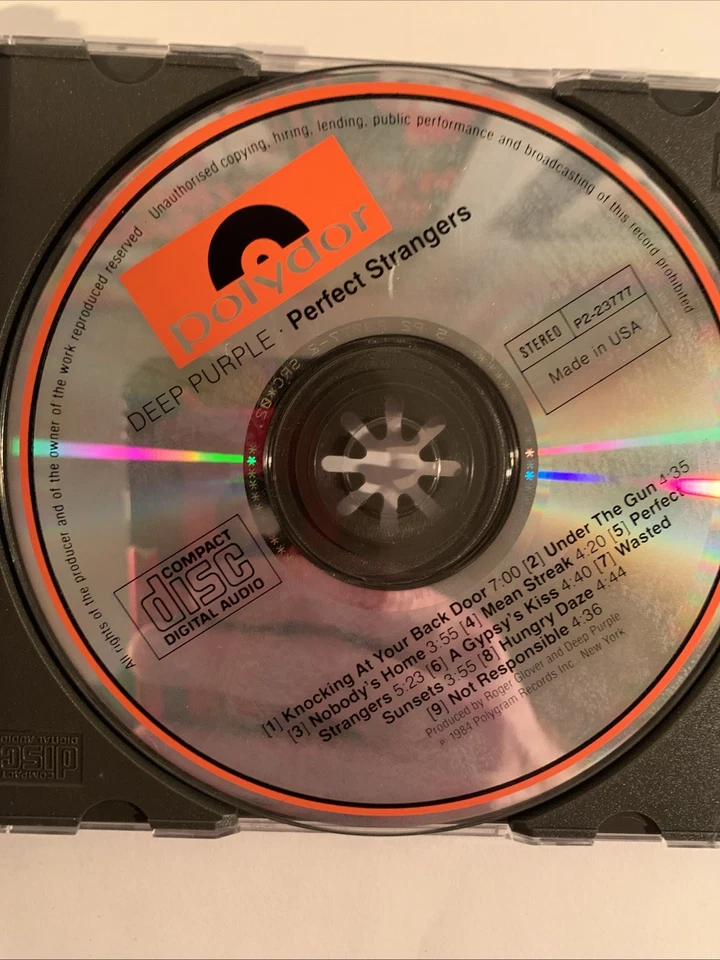 All rights of the producer and of the owner of the work reproduced reserved Unauthorised copying, hiring, lending, public performance and broadcasting of this record prohibited
polydor
DEEP PURPLE · Perfect Strangers
STEREO P2-23777
Made in USA
COMPACT
disc
DIGITAL AUDIO
[1] Knocking At Your Back Door 7:00 [2] Under The Gun 4:35
[3] Nobody's Home 3:55 [4] Mean Streak 4:20 [5] Perfect
Strangers 5:23 [6] A Gypsy's Kiss 4:40 [7] Wasted
Sunsets 3:55 [8] Hungry Daze 4:44
[9] Not Responsible 4:36
Produced by Roger Glover and Deep Purple
℗ 1984 Polygram Records Inc. New York
COMPACT
disc
DIGITAL AUDIO